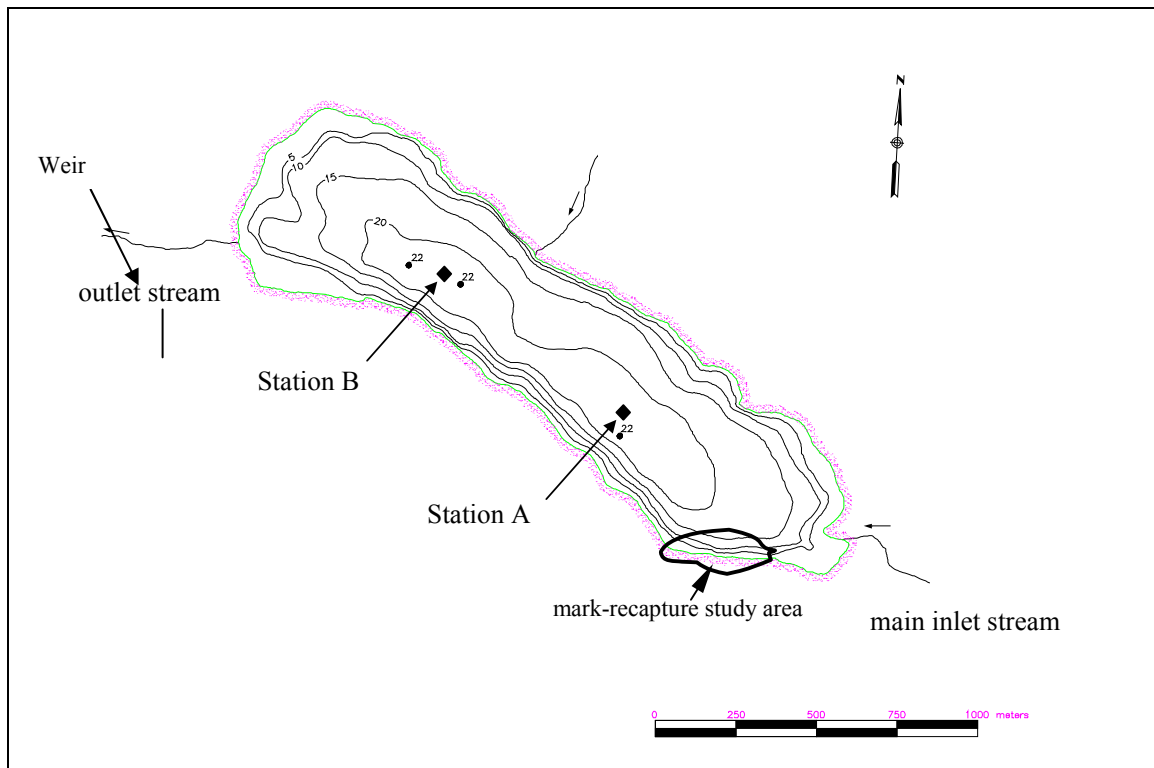 N
Weir
5
10
15
20
22
22
outlet stream
Station B
22
Station A
mark-recapture study area
main inlet stream
0 250 500 750 1000 meters